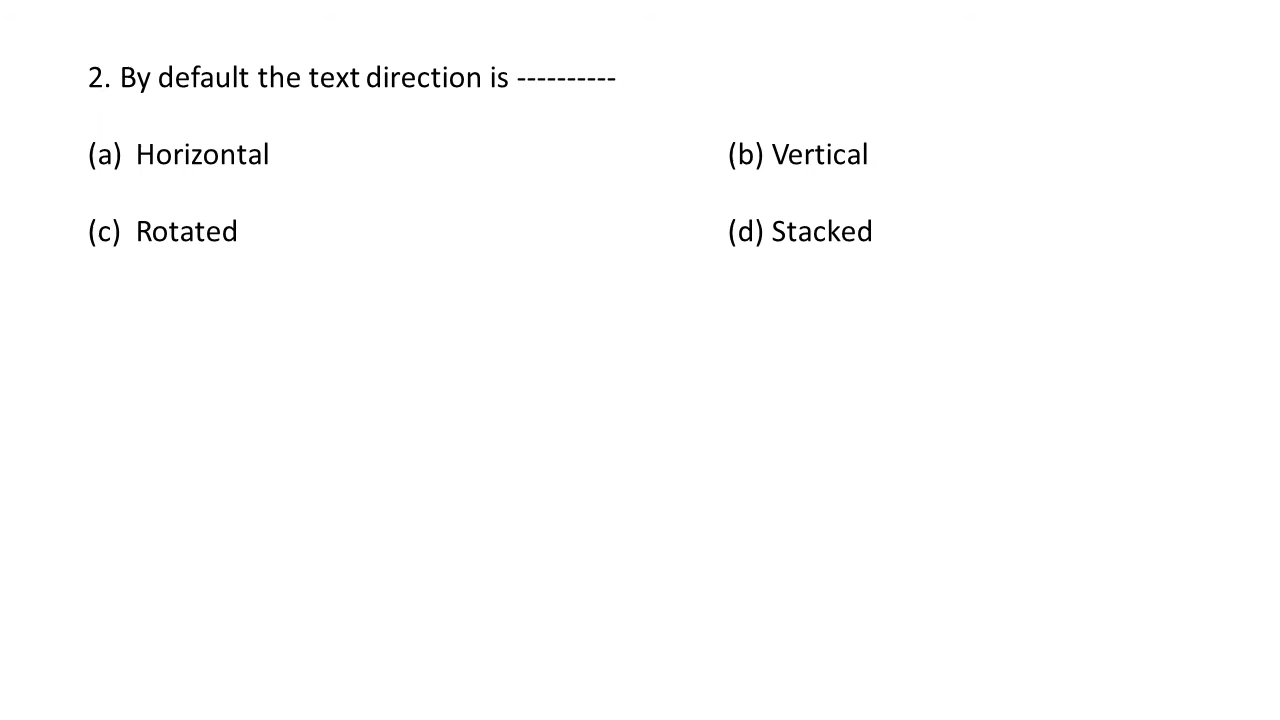 2. By default the text direction is ----------
(a) Horizontal (b) Vertical
(c) Rotated (d) Stacked